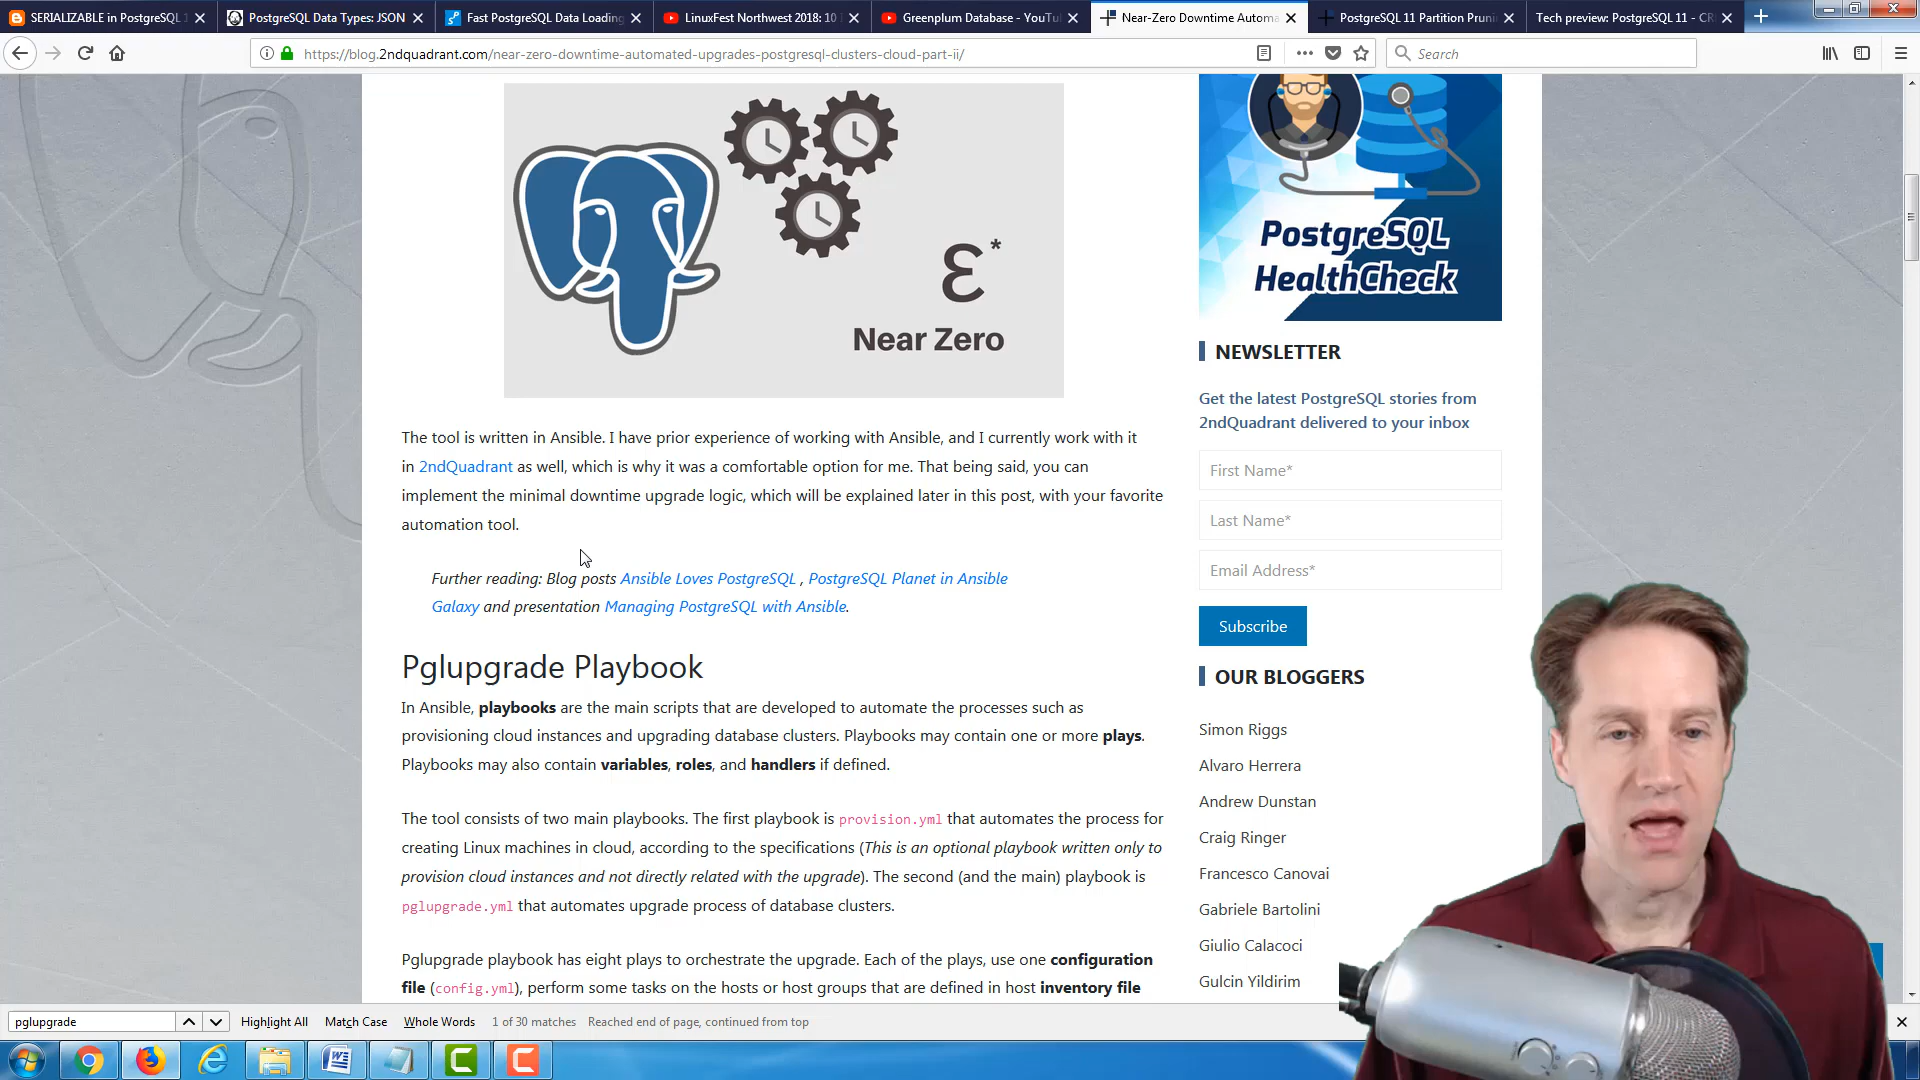 SERIALIZABLE in PostgreSQL 1
PostgreSQL Data Types: JSON
Fast PostgreSQL Data Loading
LinuxFest Northwest 2018: 10
Greenplum Database - YouTu
Near-Zero Downtime Automa
PostgreSQL 11 Partition Pruni
Tech preview: PostgreSQL 11 - CR
https://blog.2ndquadrant.com/near-zero-downtime-automated-upgrades-postgresql-clusters-cloud-part-ii/
Search
ε*
Near Zero
The tool is written in Ansible. I have prior experience of working with Ansible, and I currently work with it
in 2ndQuadrant as well, which is why it was a comfortable option for me. That being said, you can
implement the minimal downtime upgrade logic, which will be explained later in this post, with your favorite
automation tool.
Further reading: Blog posts Ansible Loves PostgreSQL , PostgreSQL Planet in Ansible
Galaxy and presentation Managing PostgreSQL with Ansible.
Pglupgrade Playbook
In Ansible, playbooks are the main scripts that are developed to automate the processes such as
provisioning cloud instances and upgrading database clusters. Playbooks may contain one or more plays.
Playbooks may also contain variables, roles, and handlers if defined.
The tool consists of two main playbooks. The first playbook is provision.yml that automates the process for
creating Linux machines in cloud, according to the specifications (This is an optional playbook written only to
provision cloud instances and not directly related with the upgrade). The second (and the main) playbook is
pglupgrade.yml that automates upgrade process of database clusters.
Pglupgrade playbook has eight plays to orchestrate the upgrade. Each of the plays, use one configuration
file (config.yml), perform some tasks on the hosts or host groups that are defined in host inventory file
PostgreSQL
HealthCheck
NEWSLETTER
Get the latest PostgreSQL stories from
2ndQuadrant delivered to your inbox
First Name*
Last Name*
Email Address*
Subscribe
OUR BLOGGERS
Simon Riggs
Alvaro Herrera
Andrew Dunstan
Craig Ringer
Francesco Canovai
Gabriele Bartolini
Giulio Calacoci
Gulcin Yildirim
pglupgrade
Highlight All
Match Case
Whole Words
1 of 30 matches
Reached end of page, continued from top